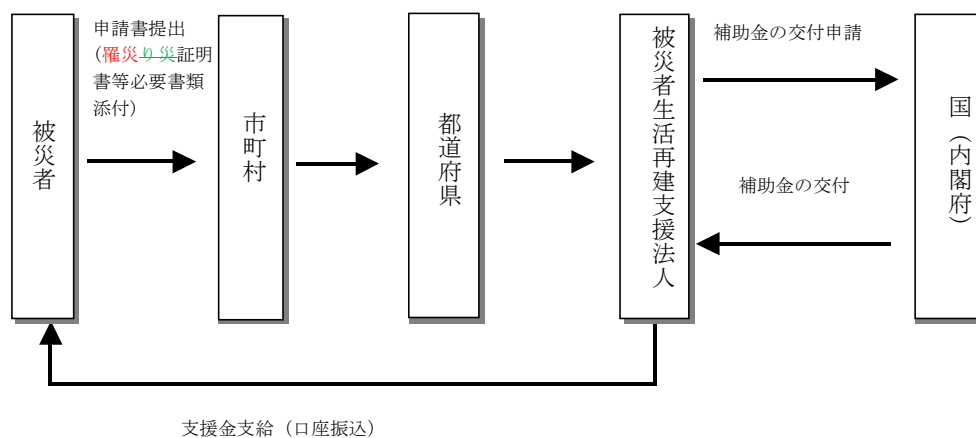 申請書提出
（罹災り災証明
書等必要書類
添付）
被災者
市町村
都道府県
被災者生活再建支援法人
補助金の交付申請
補助金の交付
国（内閣府）
支援金支給（口座振込）